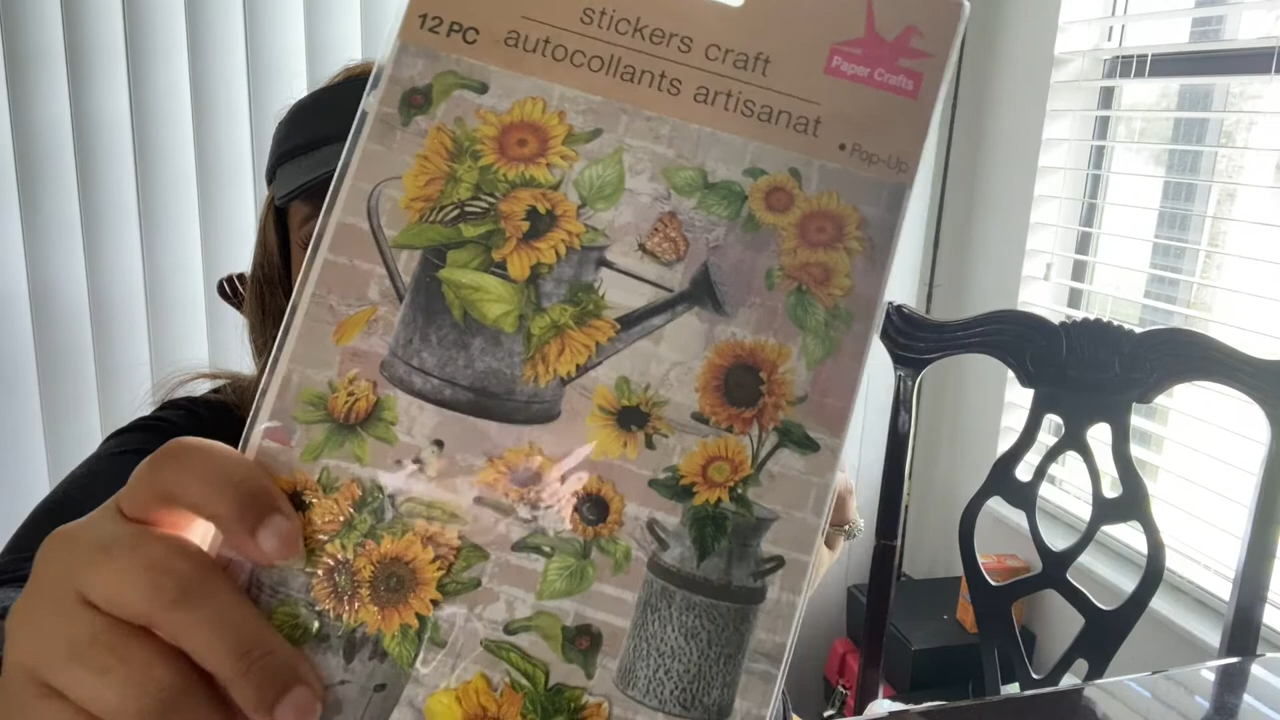 stickers craft
12 PC
autocollants artisanat
Paper Crafts
• Pop-Up